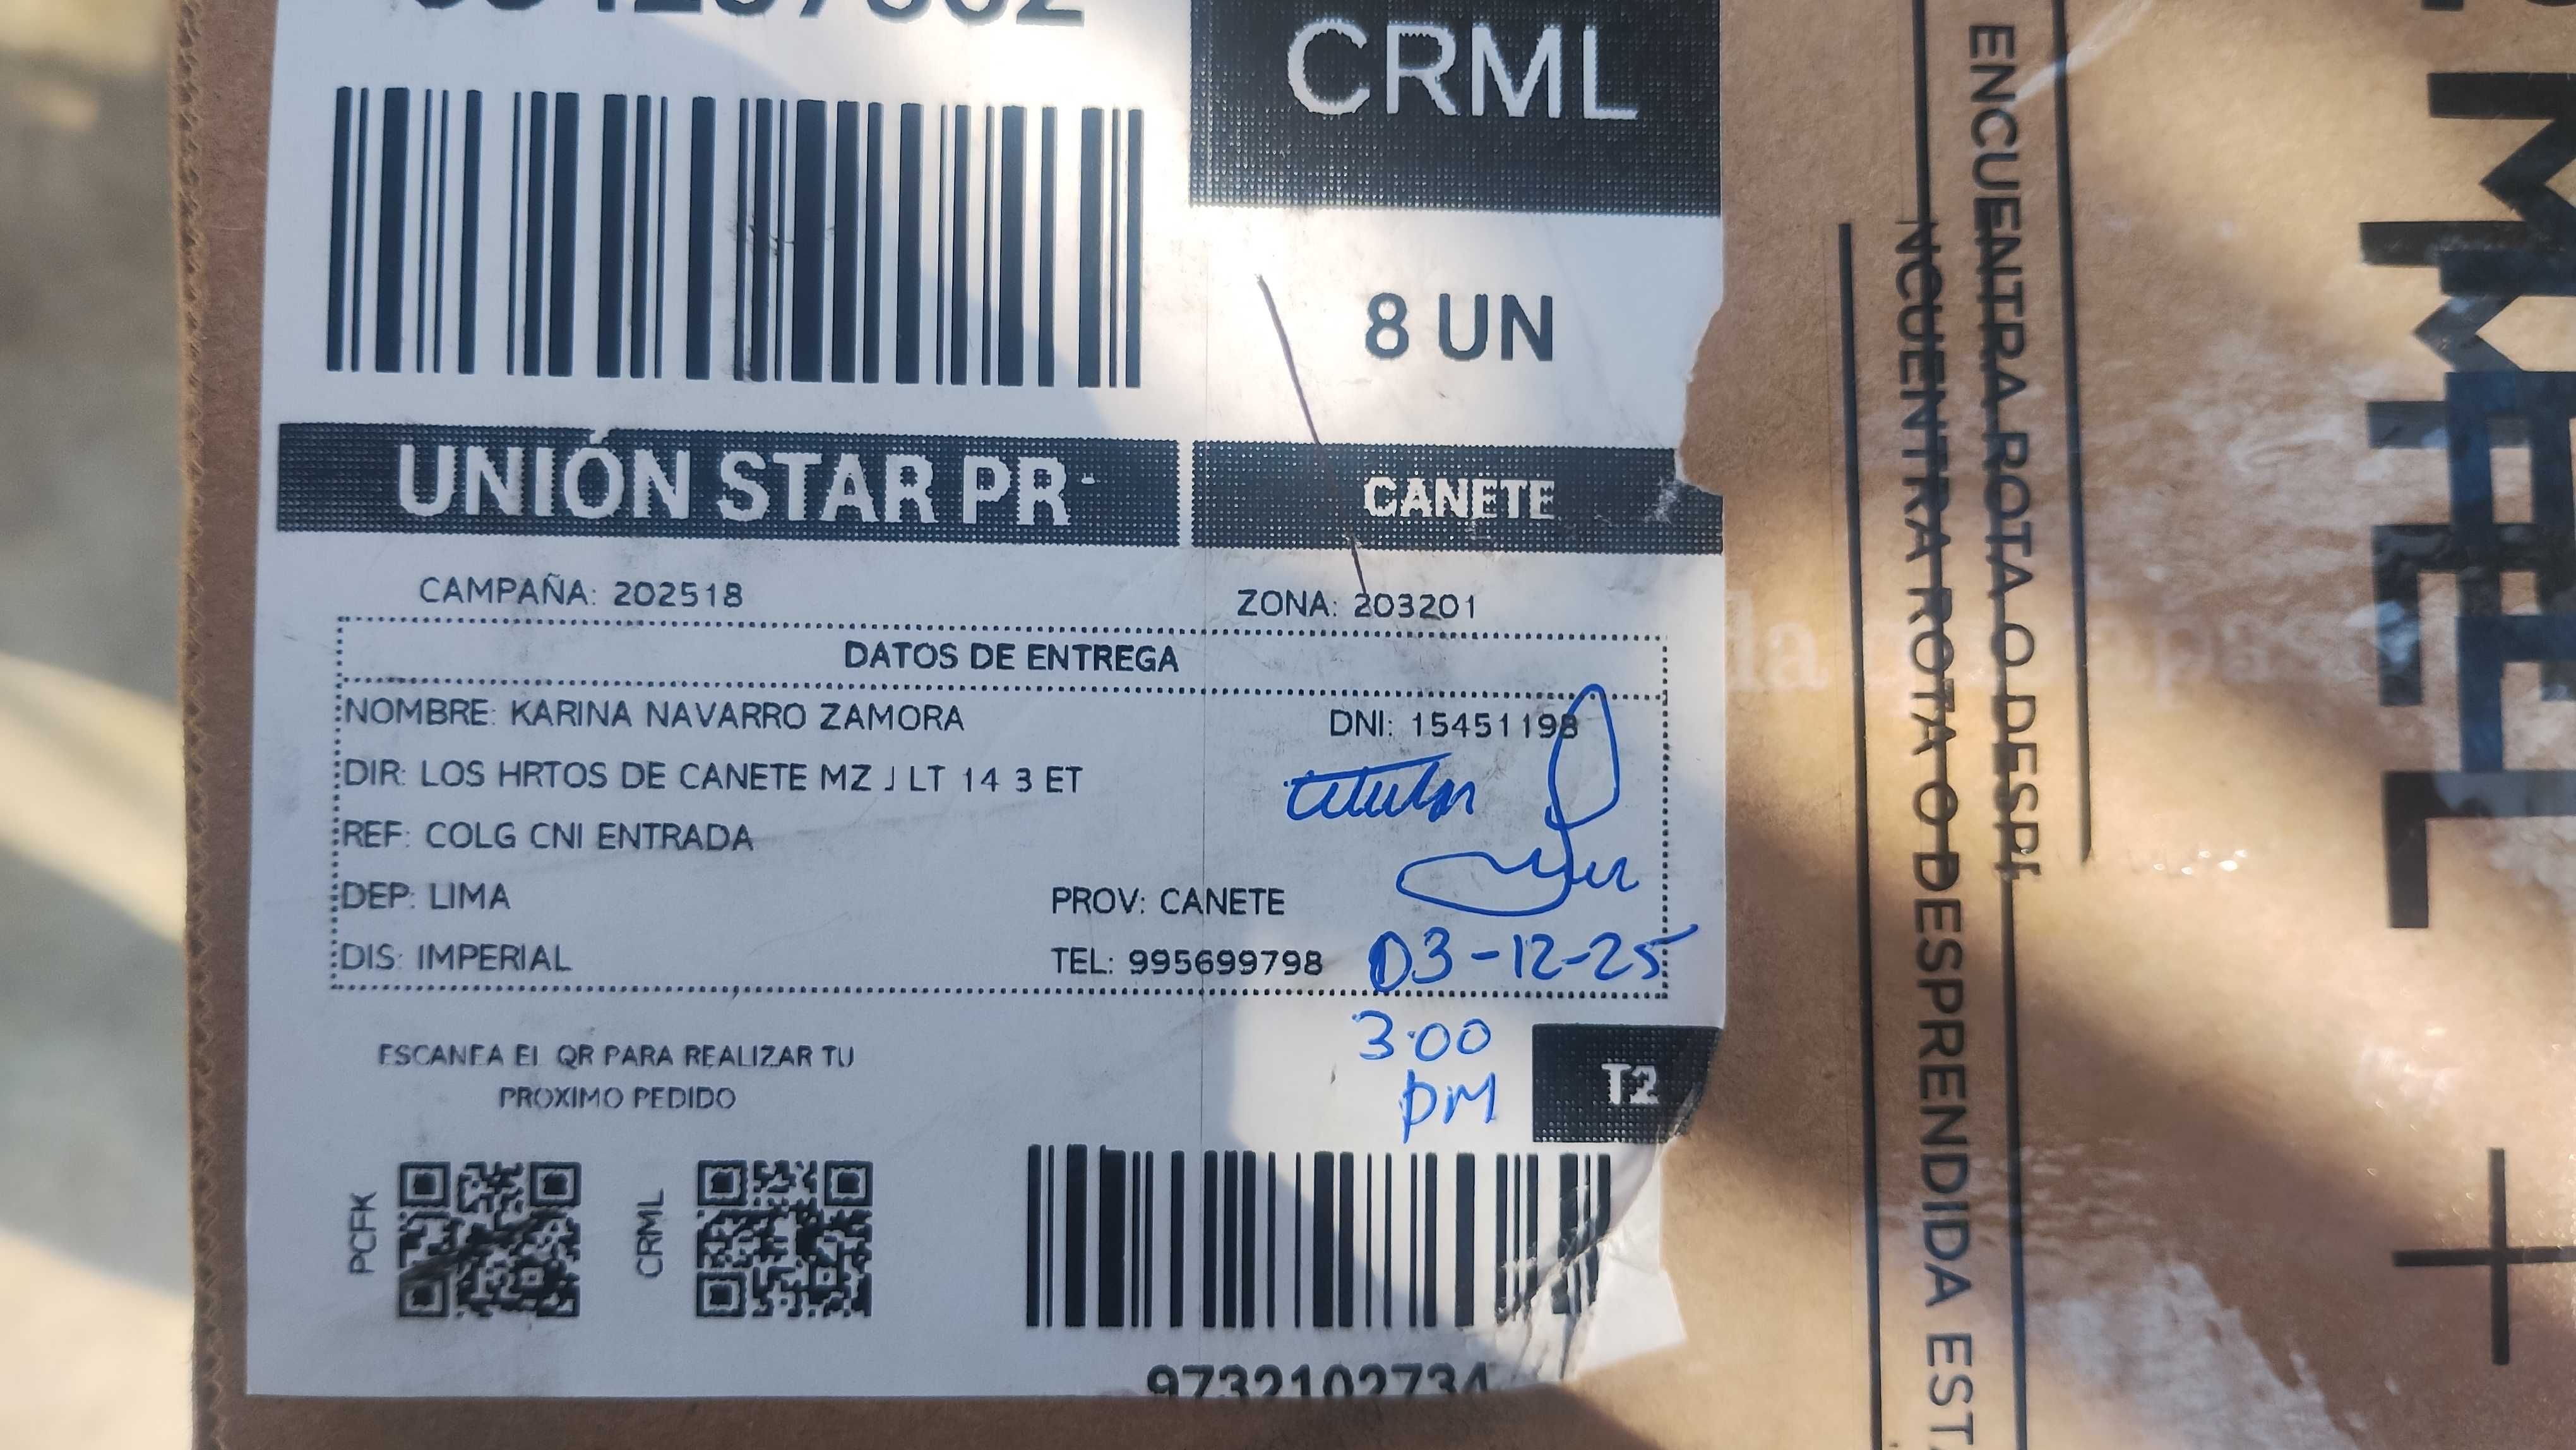 CRML
8 UN
UNIÓN STAR PR
CANETE
CAMPAÑA: 202518
ZONA: 203201
DATOS DE ENTREGA
NOMBRE: KARINA NAVARRO ZAMORA
DNI: 15451198
titular
DIR: LOS HRTOS DE CANETE MZ J LT 14 3 ET
REF: COLG CNI ENTRADA
DEP: LIMA
PROV: CANETE
DIS: IMPERIAL
TEL: 995699798
03-12-25
3:00
PM
T2
ESCANEA EL QR PARA REALIZAR TU
PROXIMO PEDIDO
PCFK
CRML
9732102734
ENCUENTRA ROTA O DESPR
NCUENTRA ROTA O DESPRENDIDA ESTA